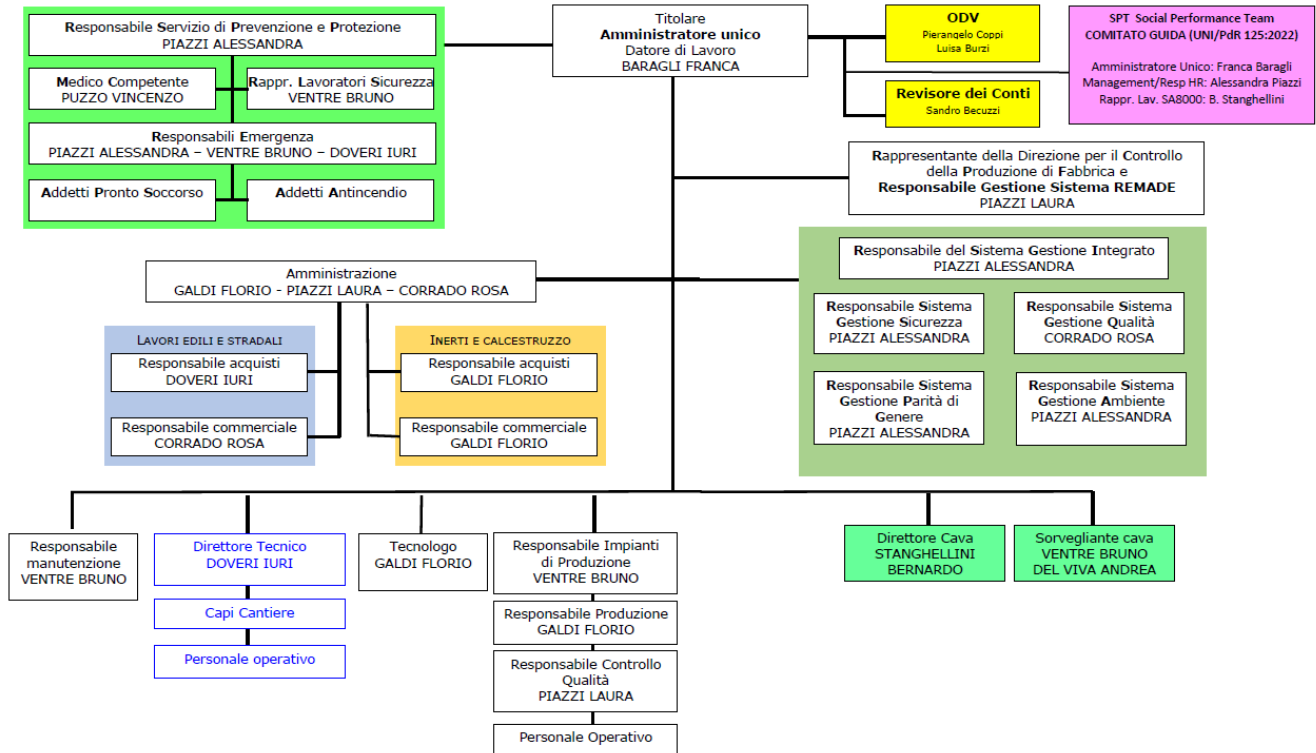 Responsabile Servizio di Prevenzione e Protezione
PIAZZI ALESSANDRA
Medico Competente
PUZZO VINCENZO
Rappr. Lavoratori Sicurezza
VENTRE BRUNO
Responsabili Emergenza
PIAZZI ALESSANDRA – VENTRE BRUNO – DOVERI IURI
Addetti Pronto Soccorso
Addetti Antincendio
Titolare
Amministratore unico
Datore di Lavoro
BARAGLI FRANCA
ODV
Pierangelo Coppi
Luisa Burzi
Revisore dei Conti
Sandro Becuzzi
SPT Social Performance Team
COMITATO GUIDA (UNI/PdR 125:2022)
Amministratore Unico: Franca Baragli
Management/Resp HR: Alessandra Piazzi
Rappr. Lav. SA8000: B. Stanghellini
Rappresentante della Direzione per il Controllo
della Produzione di Fabbrica e
Responsabile Gestione Sistema REMADE
PIAZZI LAURA
Responsabile del Sistema Gestione Integrato
PIAZZI ALESSANDRA
Responsabile Sistema
Gestione Sicurezza
PIAZZI ALESSANDRA
Responsabile Sistema
Gestione Qualità
CORRADO ROSA
Responsabile Sistema
Gestione Parità di
Genere
PIAZZI ALESSANDRA
Responsabile Sistema
Gestione Ambiente
PIAZZI ALESSANDRA
Amministrazione
GALDI FLORIO - PIAZZI LAURA – CORRADO ROSA
LAVORI EDILI E STRADALI
Responsabile acquisti
DOVERI IURI
Responsabile commerciale
CORRADO ROSA
INERTI E CALCESTRUZZO
Responsabile acquisti
GALDI FLORIO
Responsabile commerciale
GALDI FLORIO
Responsabile
manutenzione
VENTRE BRUNO
Direttore Tecnico
DOVERI IURI
Capi Cantiere
Personale operativo
Tecnologo
GALDI FLORIO
Responsabile Impianti
di Produzione
VENTRE BRUNO
Responsabile Produzione
GALDI FLORIO
Responsabile Controllo
Qualità
PIAZZI LAURA
Personale Operativo
Direttore Cava
STANGHELLINI
BERNARDO
Sorvegliante cava
VENTRE BRUNO
DEL VIVA ANDREA